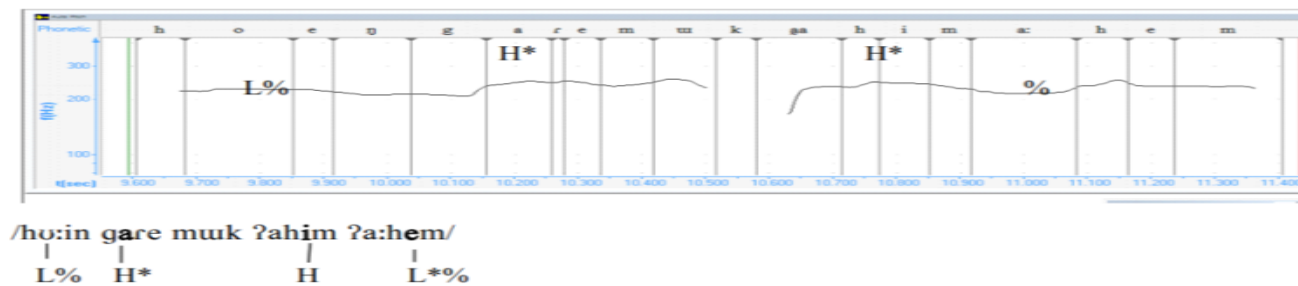 Phonetic h o e ŋ g a ɾ e m ɯ k ʔa h i m a: h e m
H* H*
300
L% %
200
f(Hz)
100
t[sec] 9.600 9.700 9.800 9.900 10.000 10.100 10.200 10.300 10.400 10.500 10.600 10.700 10.800 10.900 11.000 11.100 11.200 11.300 11.400
/hʋ:in gaɾe mɯk ʔahim ʔa:hem/
L% H* H L*%